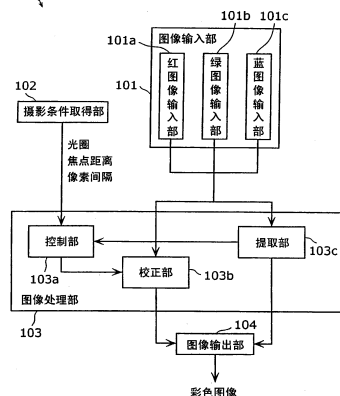 101b
101c
101a
图像输入部
红图像输入部
绿图像输入部
蓝图像输入部
101
102
摄影条件取得部
光圈
焦点距离
像素间隔
控制部
提取部
103a
校正部
103b
103c
图像处理部
103
104
图像输出部
彩色图像